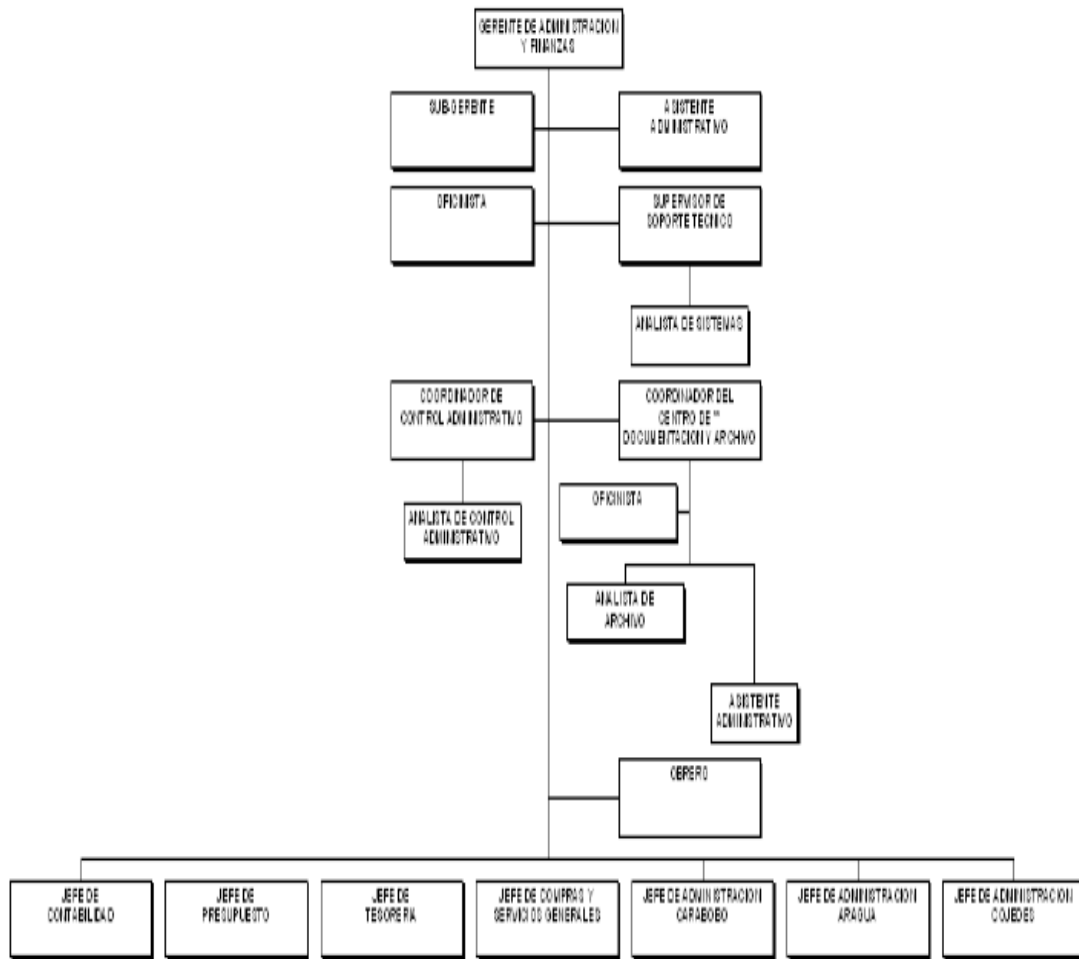 GERENTE DE ADMINISTRACION
Y FINANZAS
SUB-GERENTE
ASISTENTE
ADMINISTRATIVO
OFICINISTA
SUPERVISOR DE
SOPORTE TECNICO
ANALISTA DE SISTEMAS
COORDINADOR DE
CONTROL ADMINISTRATIVO
COORDINADOR DEL
CENTRO DE **
DOCUMENTACION Y ARCHIVO
ANALISTA DE CONTROL
ADMINISTRATIVO
OFICINISTA
ANALISTA DE
ARCHIVO
ASISTENTE
ADMINISTRATIVO
OBRERO
JEFE DE
CONTABILIDAD
JEFE DE
PRESUPUESTO
JEFE DE
TESORERIA
JEFE DE COMPRAS Y
SERVICIOS GENERALES
JEFE DE ADMINISTRACION
CARABOBO
JEFE DE ADMINISTRACION
ARAGUA
JEFE DE ADMINISTRACION
COJEDES